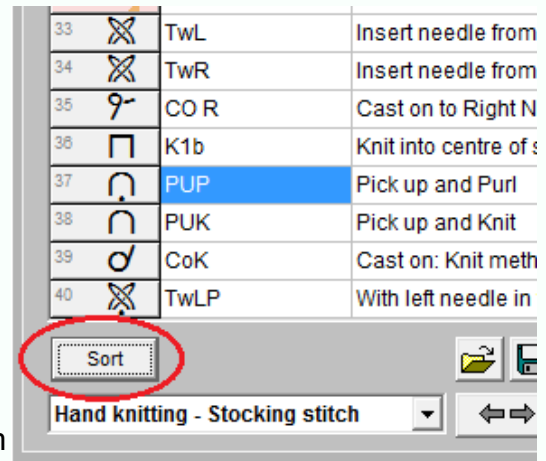 33 TwL Insert needle from
34 TwR Insert needle from
35 CO R Cast on to Right N
36 K1b Knit into centre of s
37 PUP Pick up and Purl
38 PUK Pick up and Knit
39 CoK Cast on: Knit meth
40 TwLP With left needle in
Sort
Hand knitting - Stocking stitch